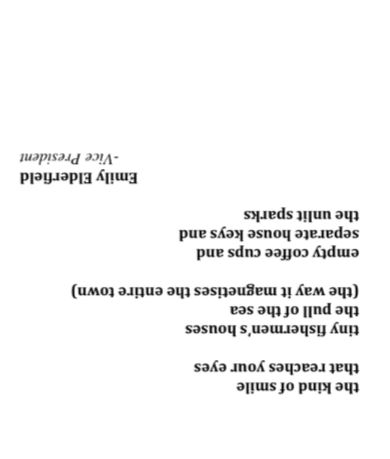 the kind of smile
that reaches your eyes
tiny fishermen's houses
the pull of the sea
(the way it magnetises the entire town)
empty coffee cups and
separate house keys and
the unlit sparks
Emily Elderfield
-Vice President